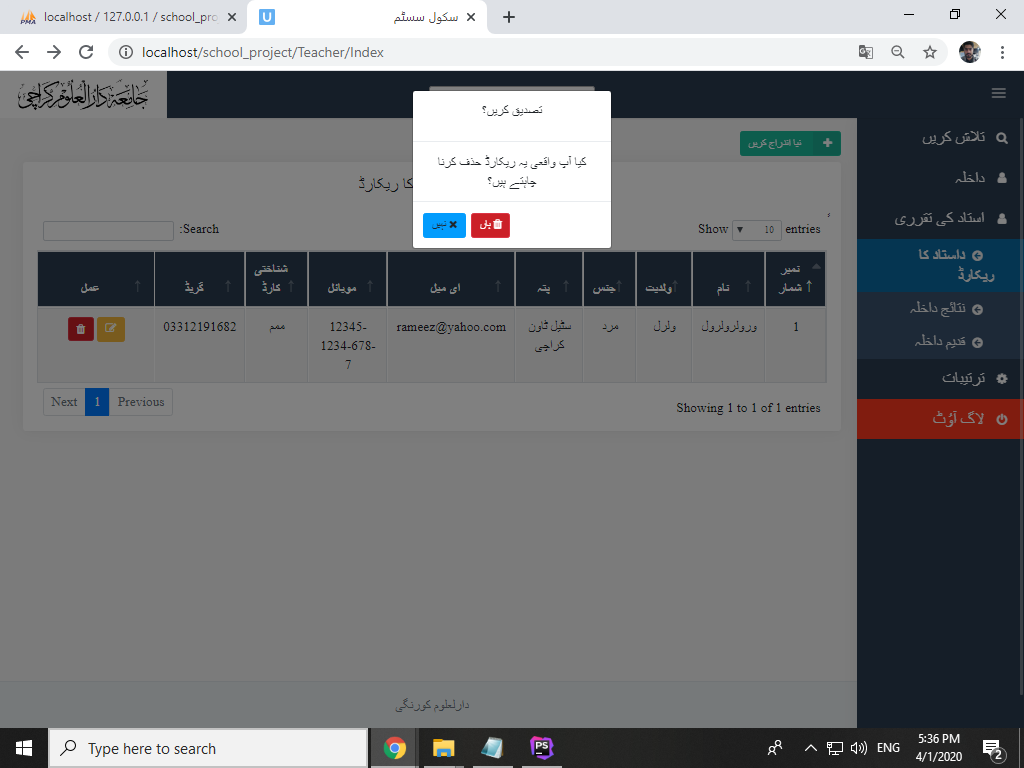 localhost / 127.0.0.1 / school_pro
سکول سسٹم
localhost/school_project/Teacher/Index
جامعہ دارالعلوم کراچی
تصدیق کریں؟
کیا آپ واقعی یہ ریکارڈ حذف کرنا
چاہتے ہیں؟
ہاں
نہیں
نیا اندراج کریں
کا ریکارڈ
Show 10 entries
Search:
نمبر شمار
نام
ولدیت
جنس
پتہ
ای میل
موبائل
شناختی کارڈ
گریڈ
عمل
1
ورولرولرول
ولرل
مرد
سٹیل ٹاون
کراچی
rameez@yahoo.com
12345-
1234-678-
7
ممم
03312191682
Next 1 Previous
Showing 1 to 1 of 1 entries
تلاش کریں
داخلہ
استاد کی تقرری
داستاد کا
ریکارڈ
نتائج داخلہ
قدیم داخلہ
ترتیبات
لاگ آوٗٹ
دارلعلوم کورنگی
Type here to search
ENG
5:36 PM
4/1/2020
2